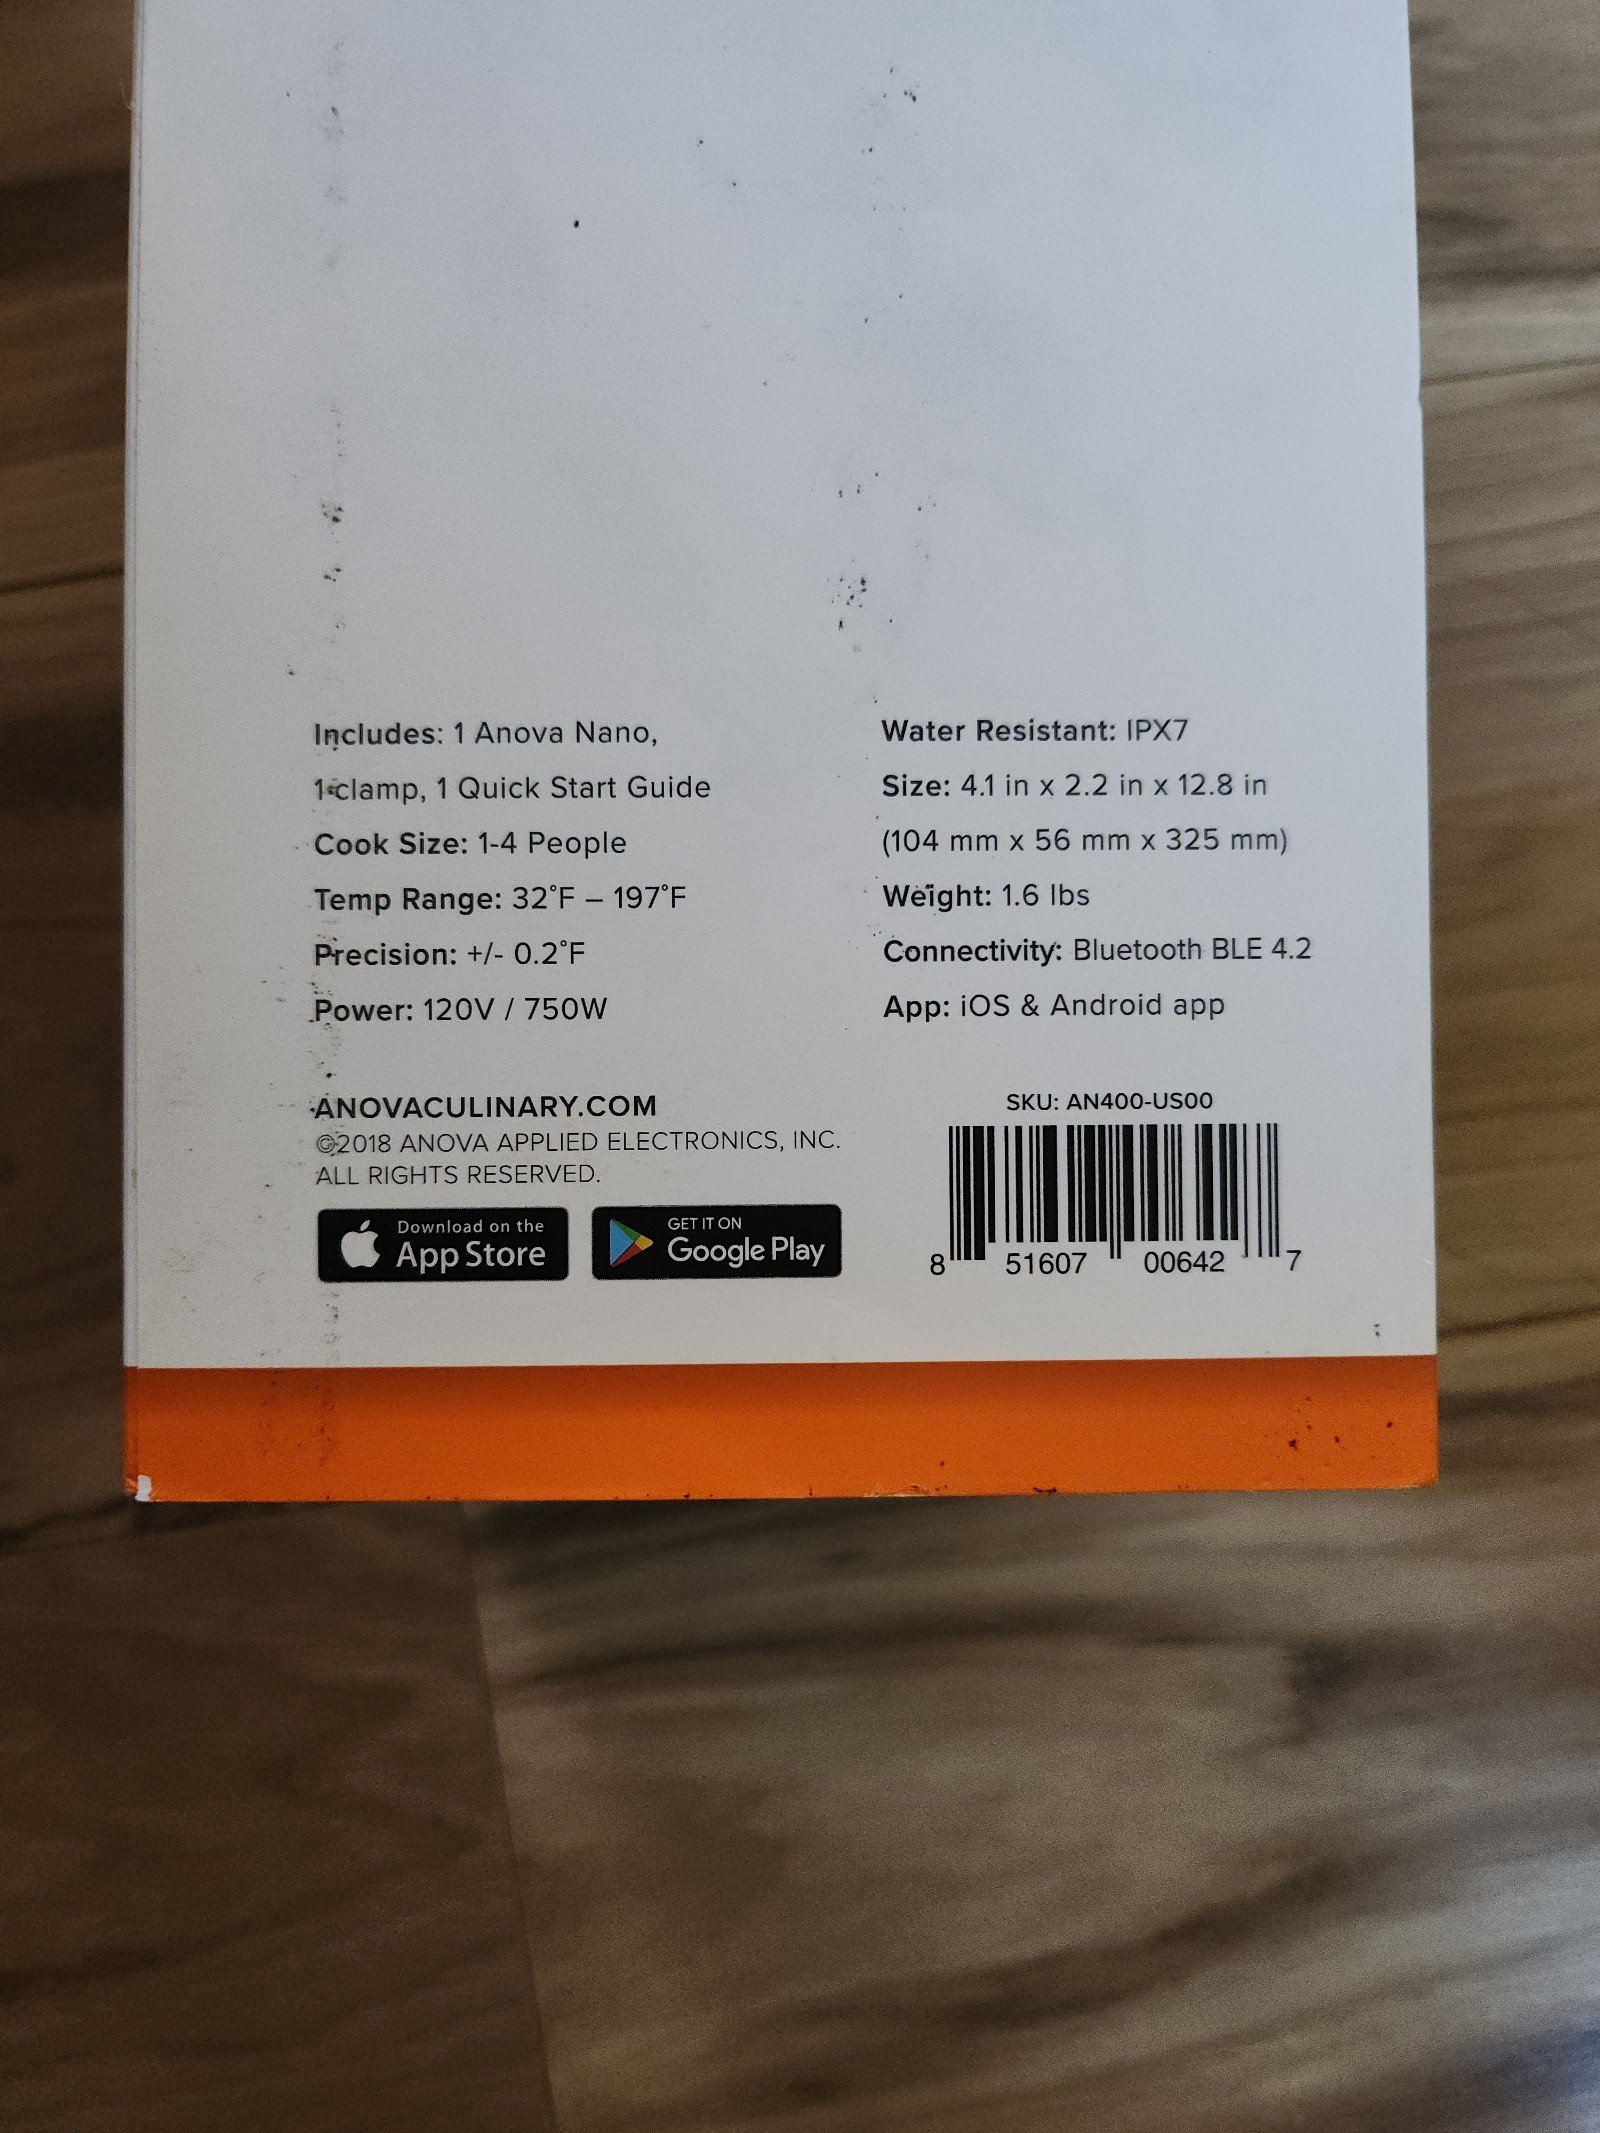 Includes: 1 Anova Nano,
1 clamp, 1 Quick Start Guide
Cook Size: 1-4 People
Temp Range: 32°F – 197°F
Precision: +/- 0.2°F
Power: 120V / 750W
Water Resistant: IPX7
Size: 4.1 in x 2.2 in x 12.8 in
(104 mm x 56 mm x 325 mm)
Weight: 1.6 lbs
Connectivity: Bluetooth BLE 4.2
App: iOS & Android app
ANOVACULINARY.COM
©2018 ANOVA APPLIED ELECTRONICS, INC.
ALL RIGHTS RESERVED.
Download on the
App Store
GET IT ON
Google Play
SKU: AN400-US00
8 51607 00642 7